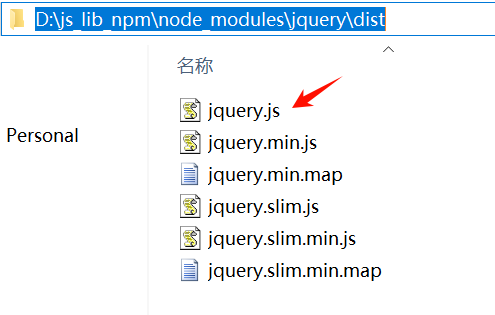 D:\js_lib_npm\node_modules\jquery\dist
名称
Personal
jquery.js
jquery.min.js
jquery.min.map
jquery.slim.js
jquery.slim.min.js
jquery.slim.min.map